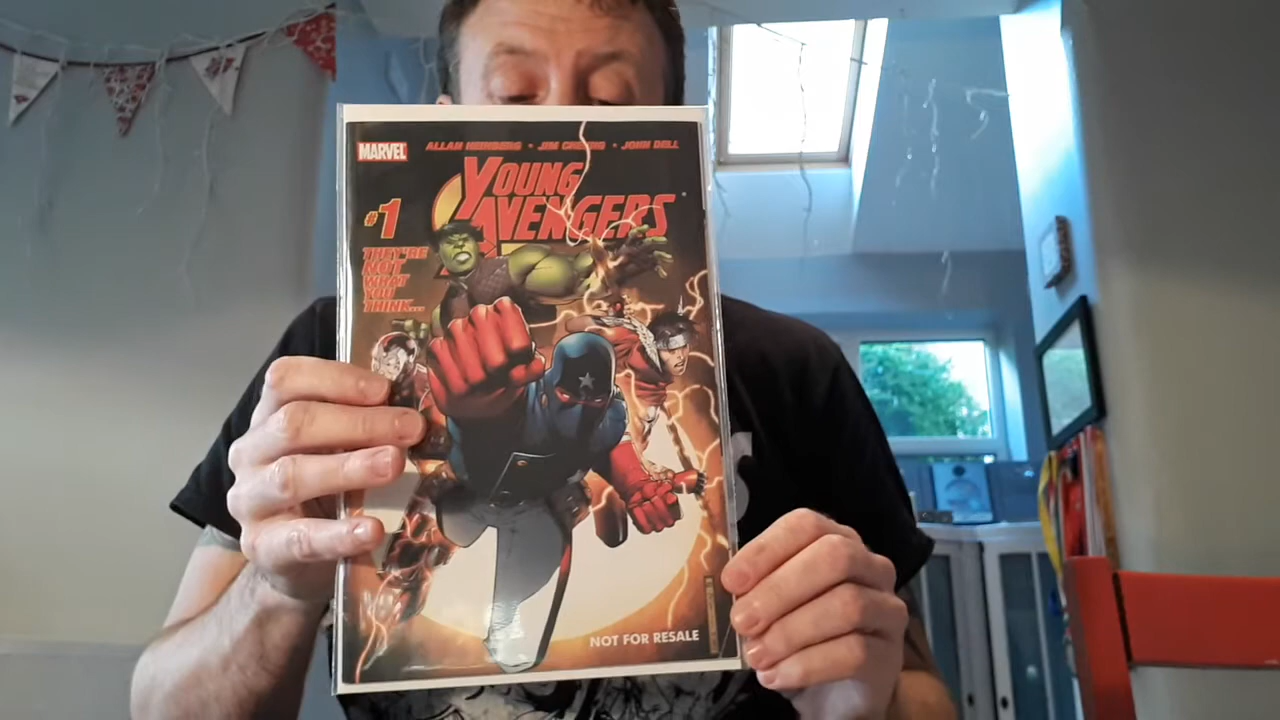 MARVEL
ALLAN HEINBERG • JIM CHEUNG • JOHN DELL
YOUNG
AVENGERS
#1
THEY'RE
NOT
WHAT
YOU
THINK...
NOT FOR RESALE